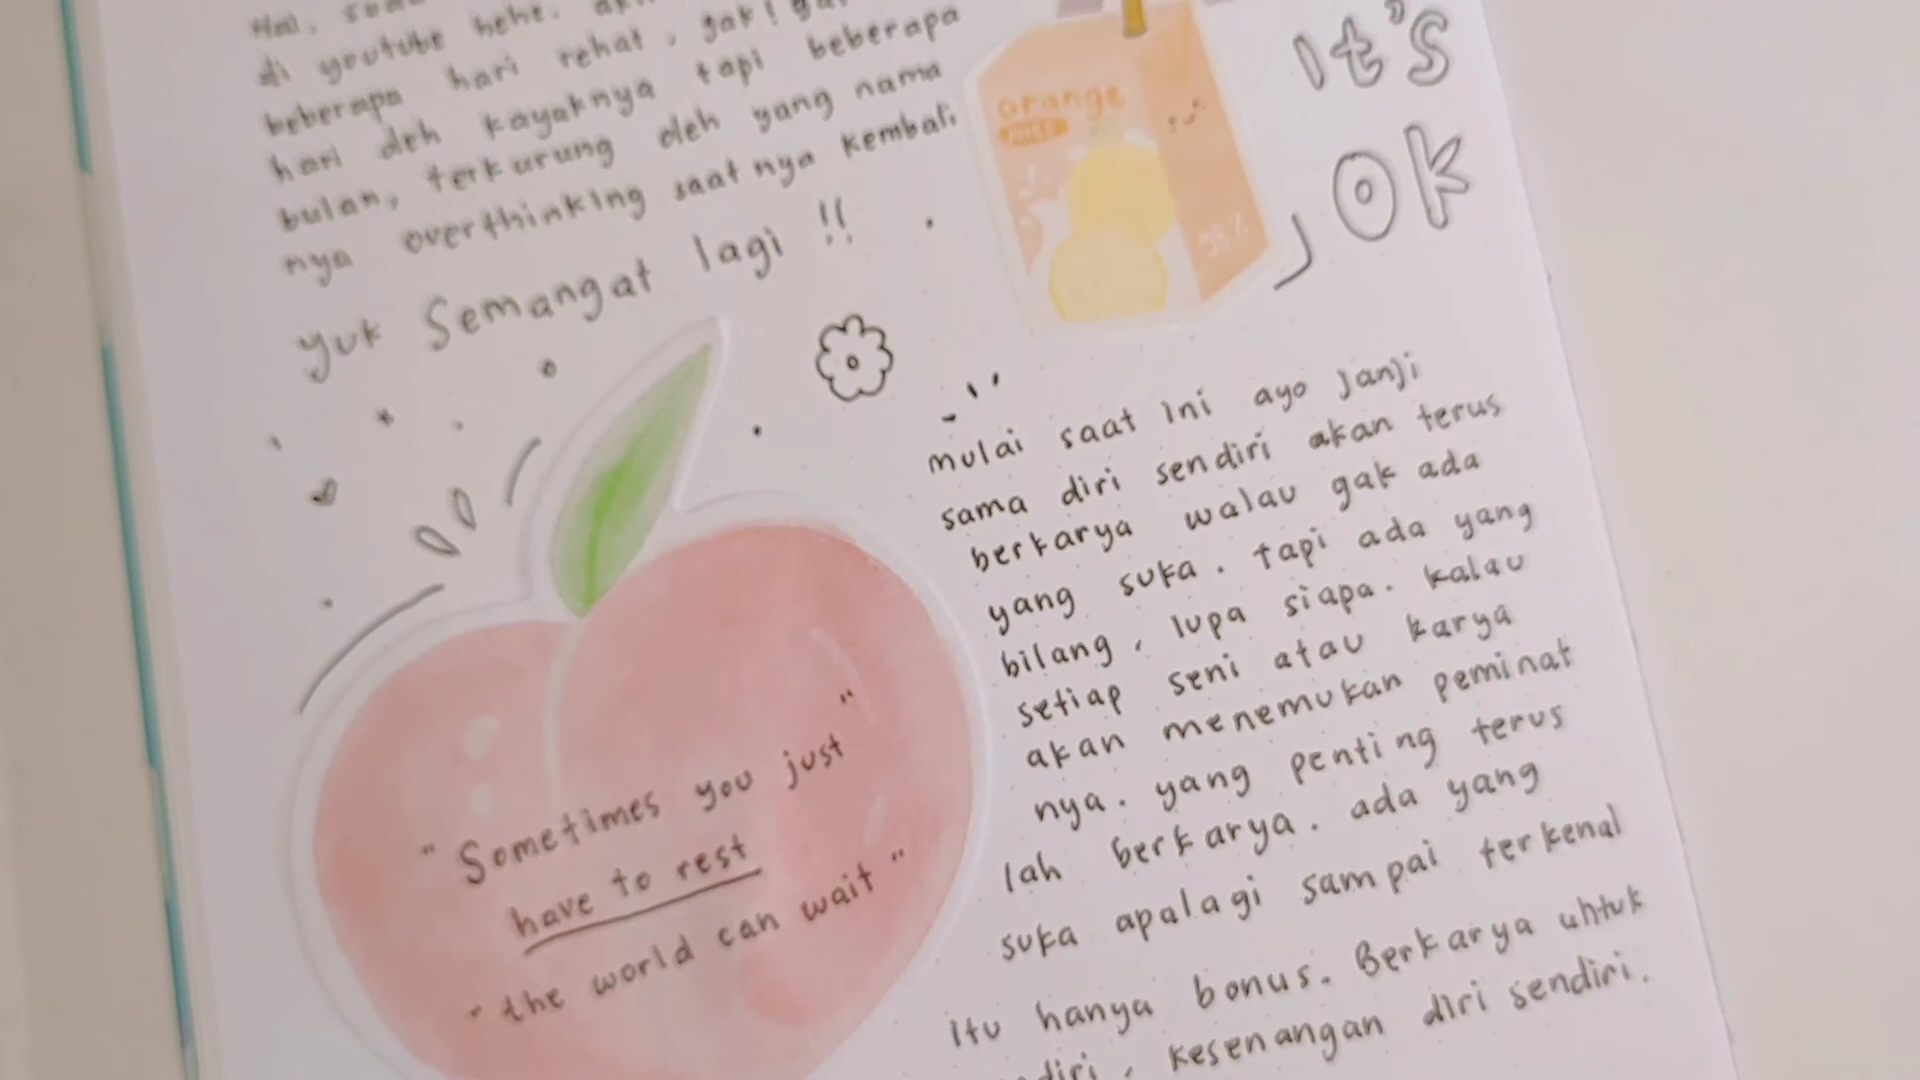 Hai,
di youtube hehe.
beberapa hari rehat, gak!
hari deh kayaknya tapi beberapa
bulan, terkurung oleh yang nama
nya overthinking saat nya kembali
yuk Semangat lagi !!
orange
JUICE
95%
It's
Ok
mulai saat ini ayo janji
sama diri sendiri akan terus
berkarya walau gak ada
yang suka. tapi ada yang
bilang, lupa siapa. kalau
setiap seni atau karya
akan menemukan peminat
nya. yang penting terus
lah berkarya. ada yang
suka apalagi sampai terkenal
itu hanya bonus. Berkarya untuk
diri, kesenangan diri sendiri.
"Sometimes you just"
have to rest
"the world can wait"